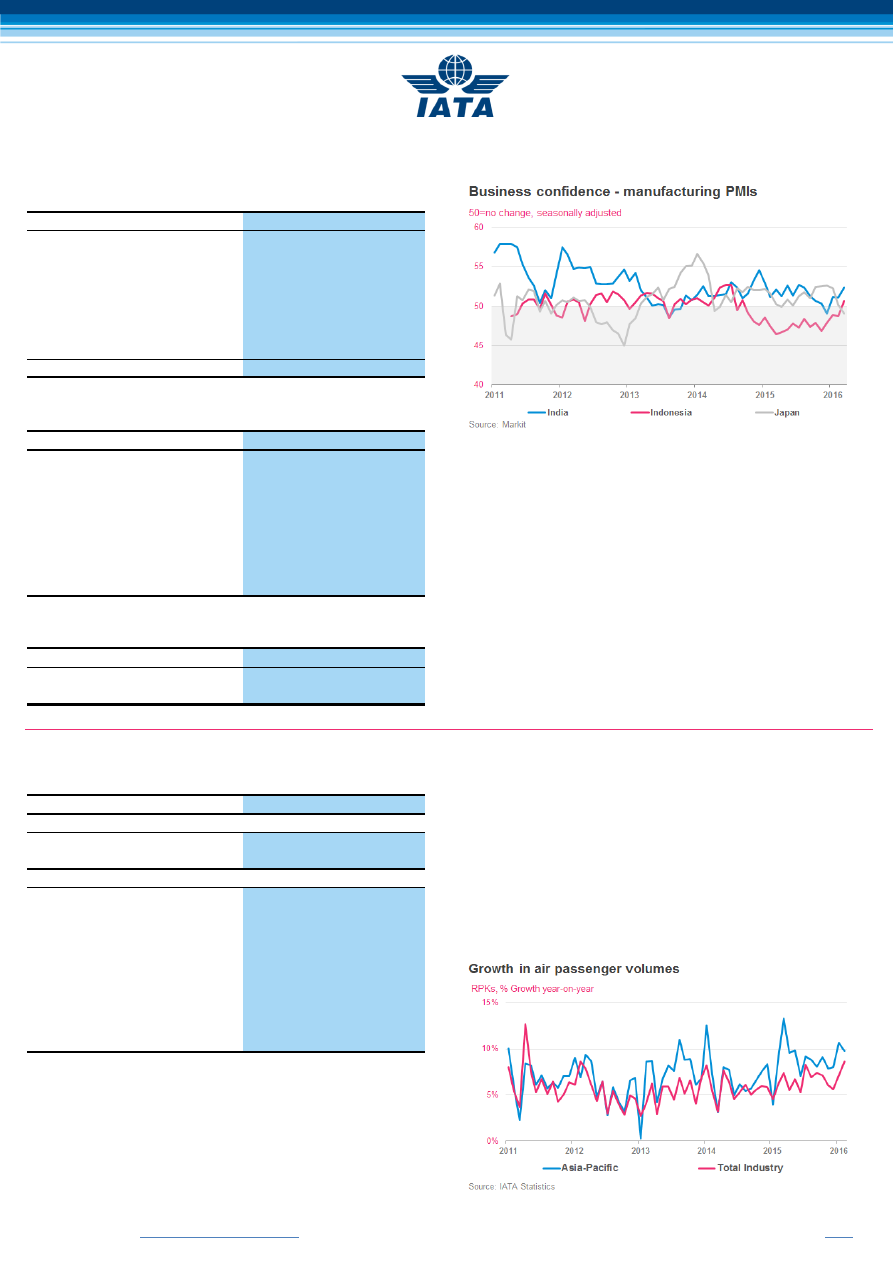 IATA
Business confidence - manufacturing PMIs
50=no change, seasonally adjusted
60
55
50
45
40
2011 2012 2013 2014 2015 2016
India Indonesia Japan
Source: Markit
Growth in air passenger volumes
RPKs, % Growth year-on-year
15%
10%
5%
0%
2011 2012 2013 2014 2015 2016
Asia-Pacific Total Industry
Source: IATA Statistics